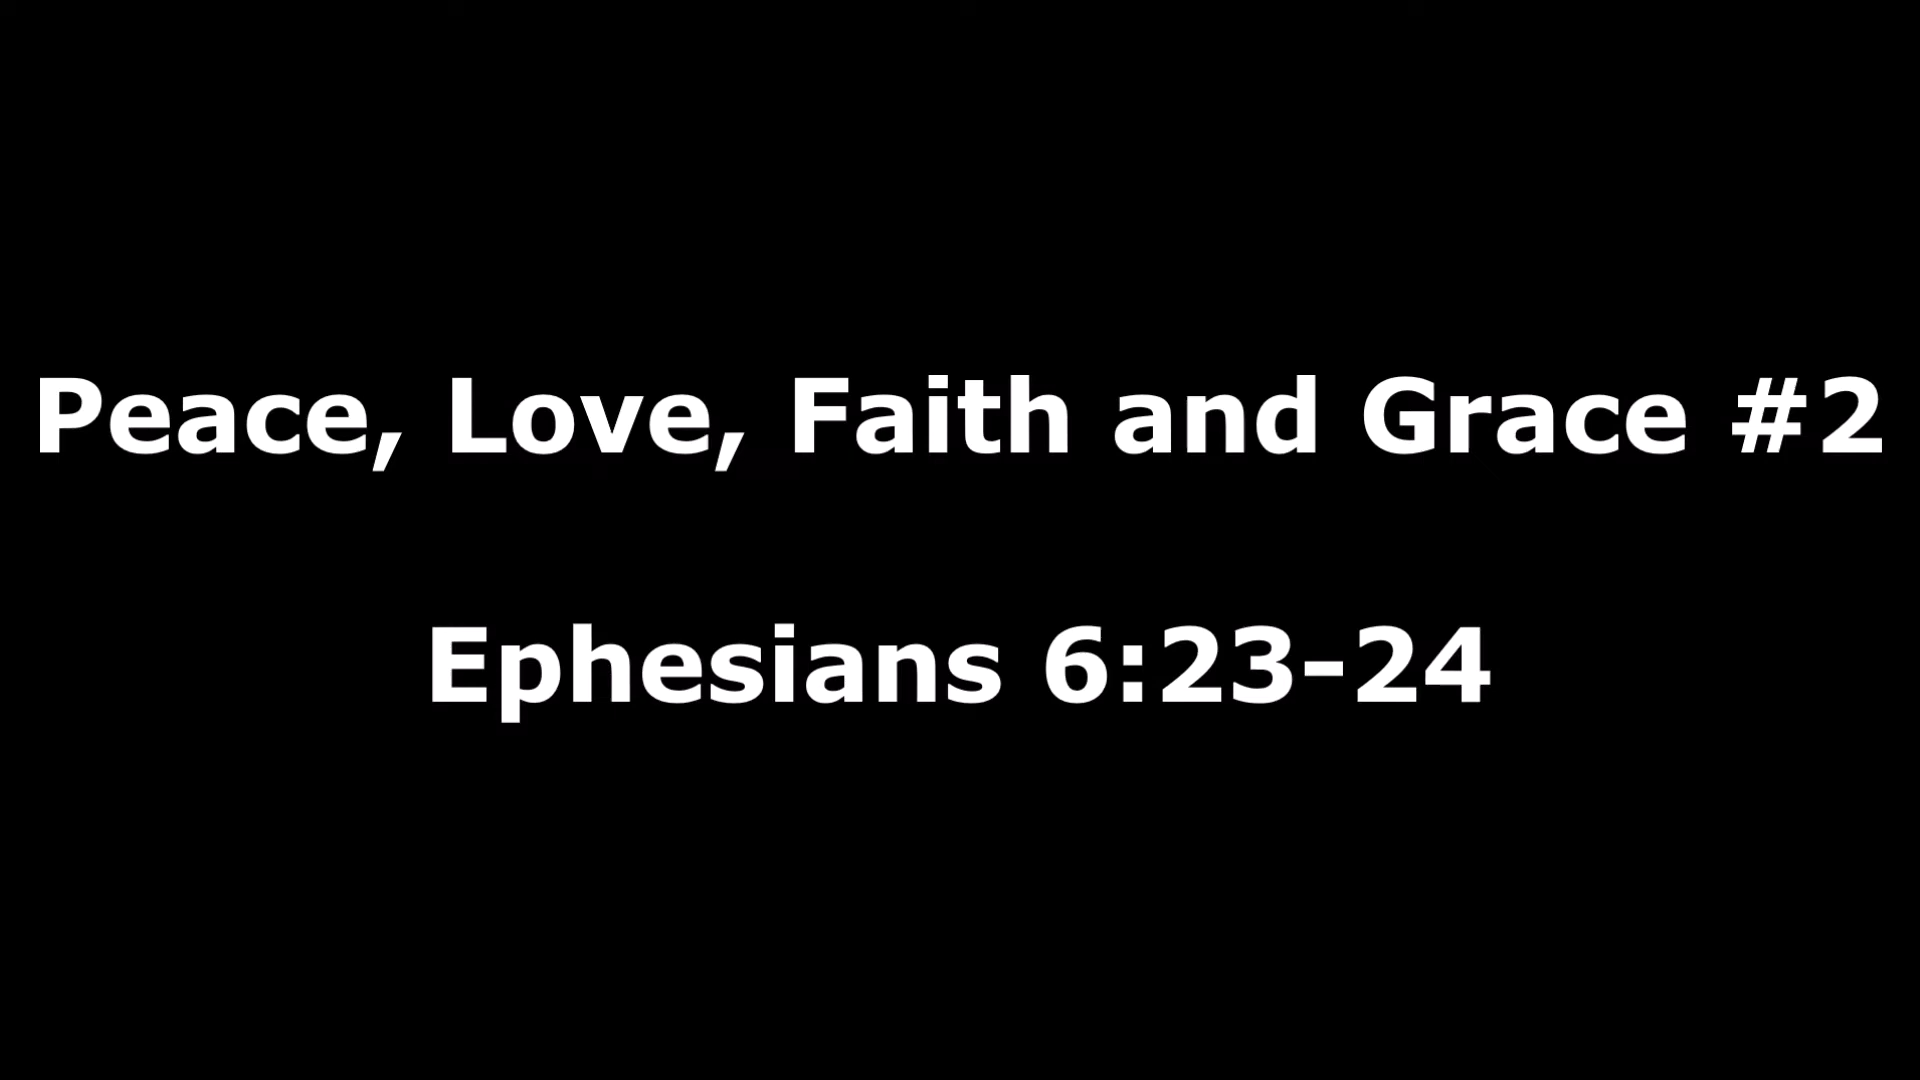 Peace, Love, Faith and Grace #2
Ephesians 6:23-24